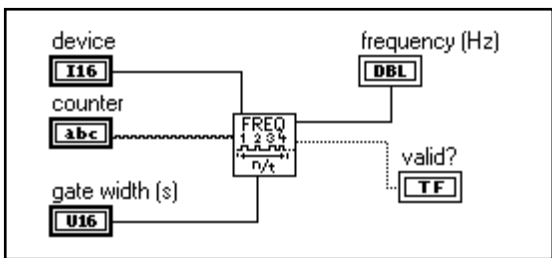 device
I16
counter
abc
gate width (s)
U16
FREQ
1 2 3 4
n/t
frequency (Hz)
DBL
valid?
TF